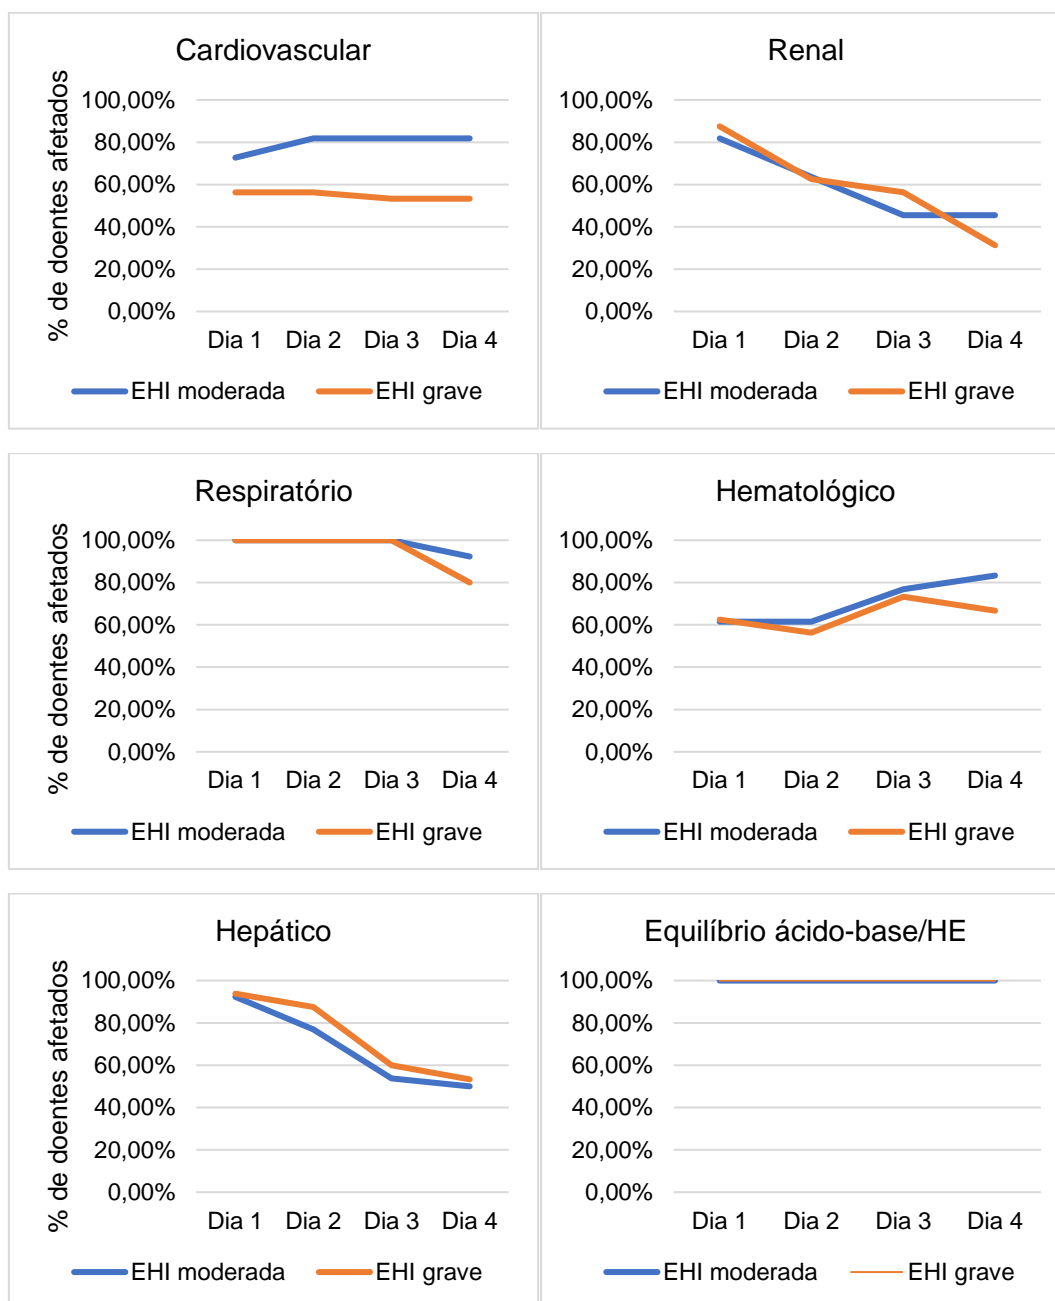 Cardiovascular
% de doentes afetados
100,00%
80,00%
60,00%
40,00%
20,00%
0,00%
Dia 1 Dia 2 Dia 3 Dia 4
EHI moderada EHI grave
Renal
100,00%
80,00%
60,00%
40,00%
20,00%
0,00%
Dia 1 Dia 2 Dia 3 Dia 4
EHI moderada EHI grave
Respiratório
% de doentes afetados
100,00%
80,00%
60,00%
40,00%
20,00%
0,00%
Dia 1 Dia 2 Dia 3 Dia 4
EHI moderada EHI grave
Hematológico
100,00%
80,00%
60,00%
40,00%
20,00%
0,00%
Dia 1 Dia 2 Dia 3 Dia 4
EHI moderada EHI grave
Hepático
% de doentes afetados
100,00%
80,00%
60,00%
40,00%
20,00%
0,00%
Dia 1 Dia 2 Dia 3 Dia 4
EHI moderada EHI grave
Equilíbrio ácido-base/HE
100,00%
80,00%
60,00%
40,00%
20,00%
0,00%
Dia 1 Dia 2 Dia 3 Dia 4
EHI moderada EHI grave